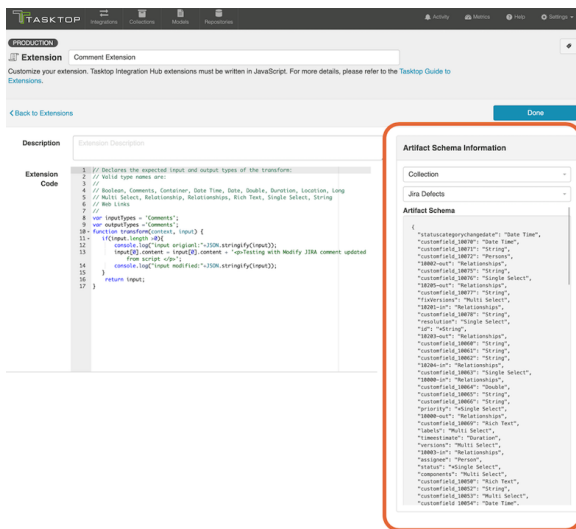 TASKTOP
Integrations
Collections
Models
Repositories
Activity
Metrics
Help
Settings
PRODUCTION
Extension
Comment Extension
Customize your extension. Tasktop Integration Hub extensions must be written in JavaScript. For more details, please refer to the Tasktop Guide to
Extensions.
Back to Extensions
Done
Description
Extension Description
Extension
Code
1 // Declares the expected input and output types of the transform:
2 // Valid type names are:
3 //
4 // Boolean, Comments, Container, Date Time, Date, Double, Duration, Location, Long
5 // Multi Select, Relationship, Relationships, Rich Text, Single Select, String
6 // Web Links
7 //
8 var inputTypes = 'Comments';
9 var outputTypes ='Comments';
10 function transform(context, input) {
11 if(input.length >0){
12 console.log("input origianl:"+JSON.stringify(input));
13 input[0].content = input[0].content + '<p>Testing with Modify JIRA comment updated
from script </p>';
14 console.log("input modified:"+JSON.stringify(input));
15 }
16 return input;
17 }
Artifact Schema Information
Collection
Jira Defects
Artifact Schema
{
"statuscategorychangedate": "Date Time",
"customfield_10070": "Date Time",
"customfield_10071": "String",
"customfield_10072": "Persons",
"10002-out": "Relationships",
"customfield_10075": "String",
"customfield_10076": "Single Select",
"10205-out": "Relationships",
"customfield_10077": "String",
"fixVersions": "Multi Select",
"10201-in": "Relationships",
"customfield_10078": "String",
"resolution": "Single Select",
"id": "*String",
"10203-out": "Relationships",
"customfield_10060": "String",
"customfield_10061": "String",
"customfield_10062": "String",
"10204-in": "Relationships",
"customfield_10063": "Single Select",
"10000-in": "Relationships",
"customfield_10064": "Double",
"customfield_10065": "String",
"customfield_10066": "String",
"priority": "*Single Select",
"10000-out": "Relationships",
"customfield_10069": "Rich Text",
"labels": "Multi Select",
"timeestimate": "Duration",
"versions": "Multi Select",
"10003-in": "Relationships",
"assignee": "Person",
"status": "*Single Select",
"components": "Multi Select",
"customfield_10050": "Rich Text",
"customfield_10052": "String",
"customfield_10053": "Multi Select",
"customfield 10054": "Date Time",